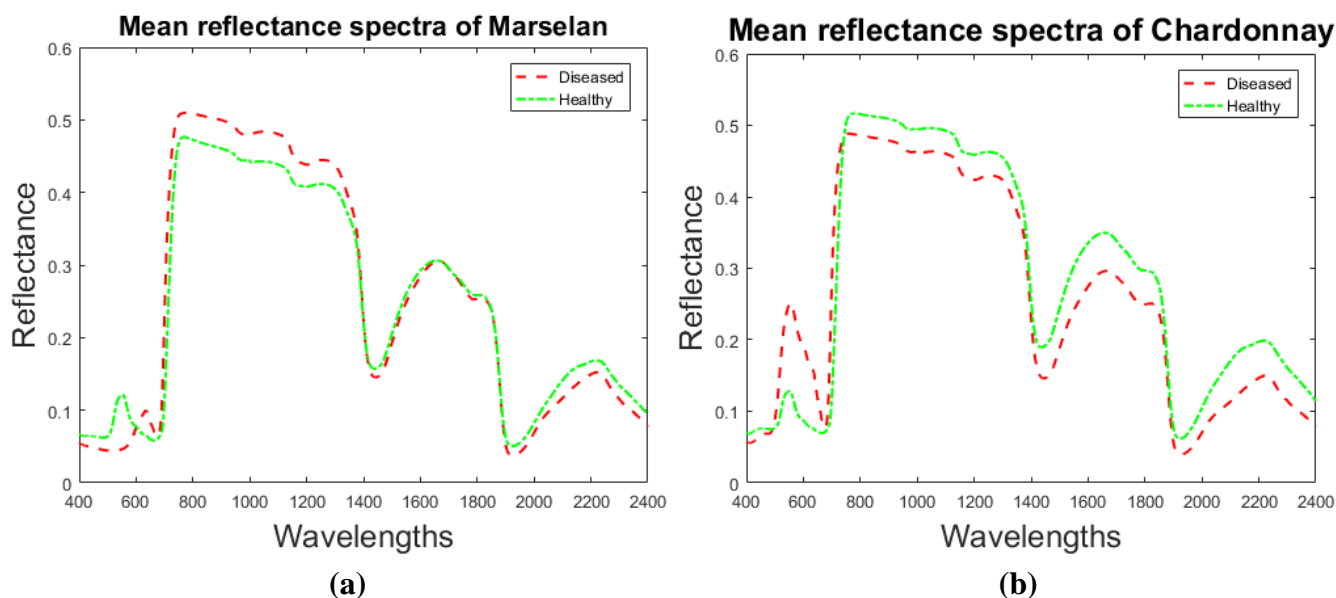 Mean reflectance spectra of Marselan
0.6
0.5
0.4
0.3
0.2
0.1
0
Reflectance
Diseased
Healthy
400 600 800 1000 1200 1400 1600 1800 2000 2200 2400
Wavelengths
(a)
Mean reflectance spectra of Chardonnay
0.6
0.5
0.4
0.3
0.2
0.1
0
Reflectance
Diseased
Healthy
400 600 800 1000 1200 1400 1600 1800 2000 2200 2400
Wavelengths
(b)